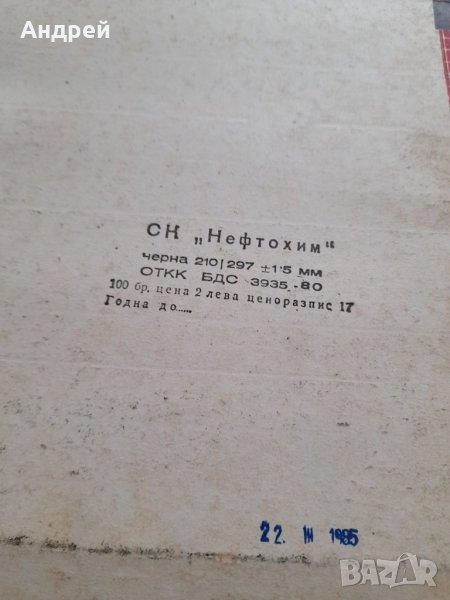 Андрей
СК „Нефтохим"
черна 210/297 ±1.5 мм
ОТКК БДС 3935-80
100 бр. цена 2 лева ценоразпис 17
Годна до.....
22. III 1985
BAZAR